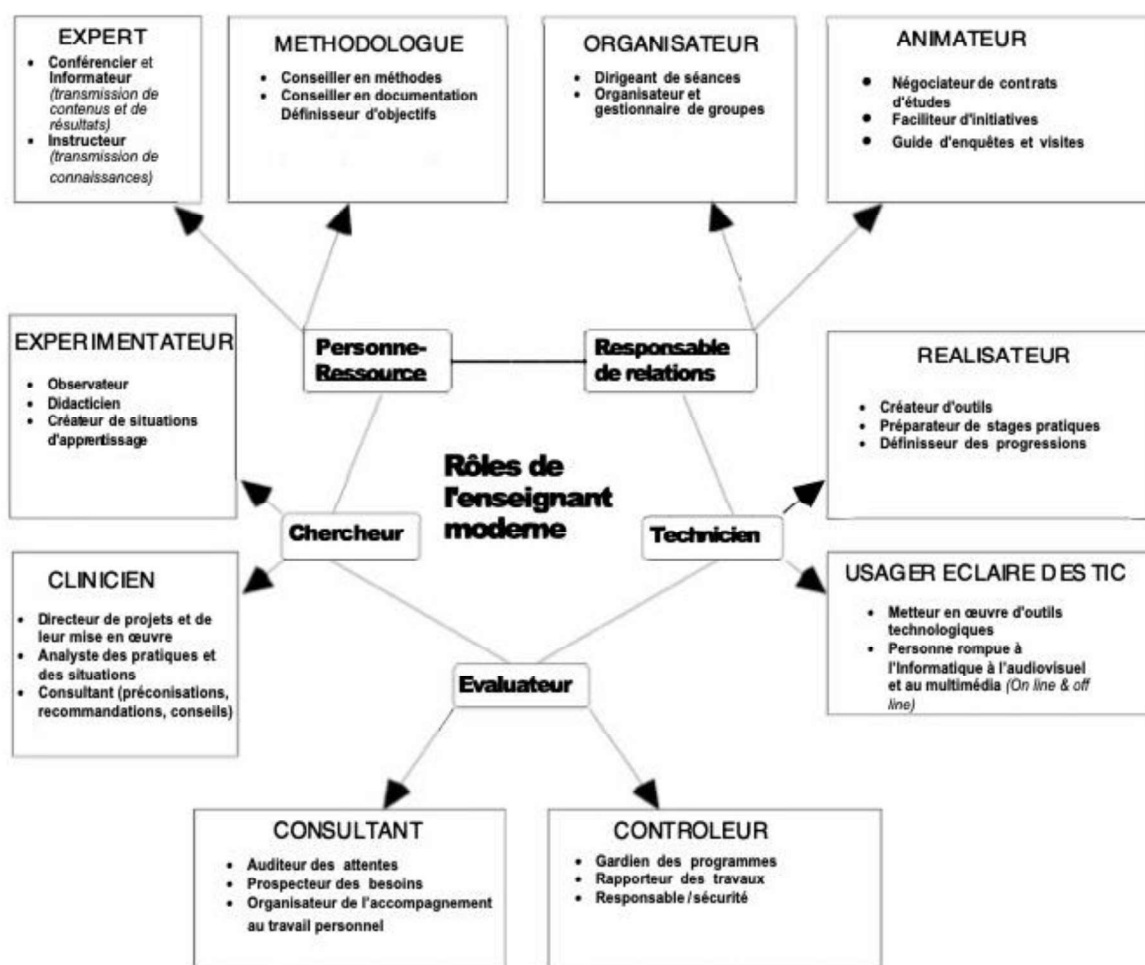 EXPERT
• Conférencier et
Informateur
(transmission de
contenus et de
résultats)
• Instructeur
(transmission de
connaissances)
METHODOLOGUE
• Conseiller en méthodes
• Conseiller en documentation
Définisseur d'objectifs
ORGANISATEUR
• Dirigeant de séances
• Organisateur et
gestionnaire de groupes
ANIMATEUR
• Négociateur de contrats
d'études
• Faciliteur d'initiatives
• Guide d'enquêtes et visites
EXPERIMENTATEUR
• Observateur
• Didacticien
• Créateur de situations
d'apprentissage
Personne-
Ressource
Responsable
de relations
REALISATEUR
• Créateur d'outils
• Préparateur de stages pratiques
• Définisseur des progressions
Rôles de
l'enseignant
moderne
Chercheur
Technicien
CLINICIEN
• Directeur de projets et de
leur mise en œuvre
• Analyste des pratiques et
des situations
• Consultant (préconisations,
recommandations, conseils)
USAGER ECLAIRE DES TIC
• Metteur en œuvre d'outils
technologiques
• Personne rompue à
l'Informatique à l'audiovisuel
et au multimédia (On line & off
line)
Evaluateur
CONSULTANT
• Auditeur des attentes
• Prospecteur des besoins
• Organisateur de l'accompagnement
au travail personnel
CONTROLEUR
• Gardien des programmes
• Rapporteur des travaux
• Responsable / sécurité